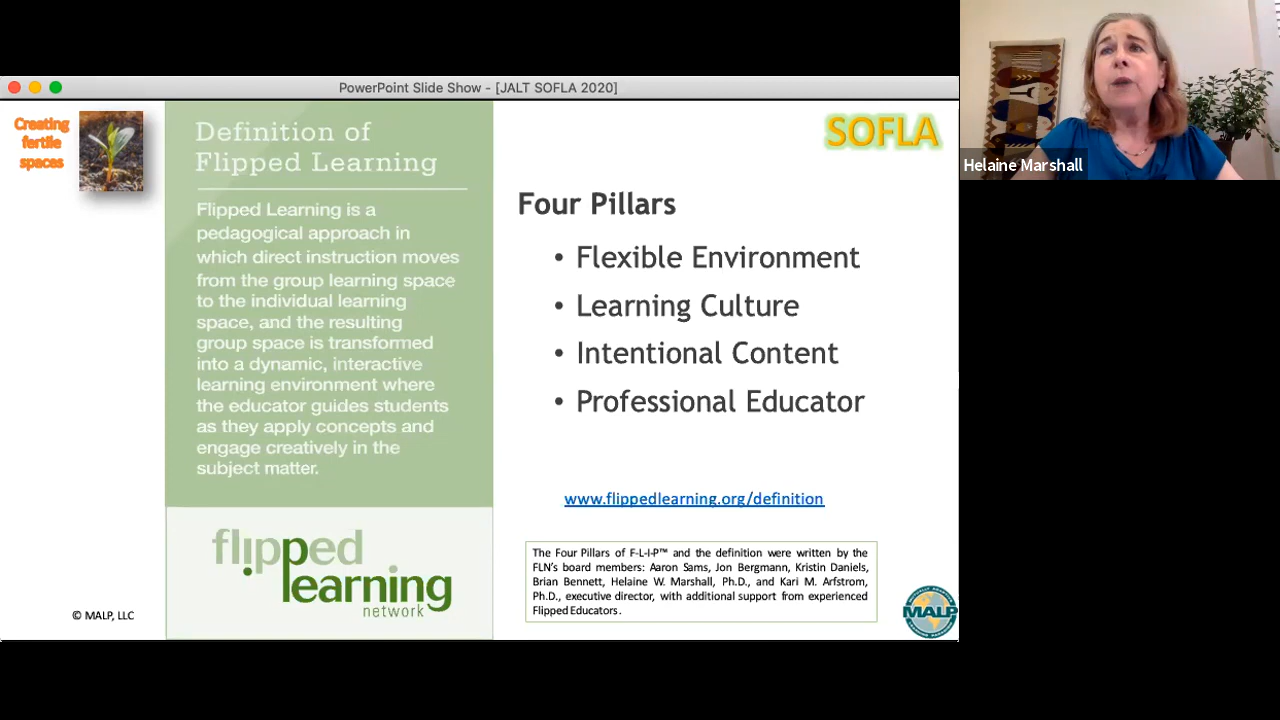 PowerPoint Slide Show - [JALT SOFLA 2020]
Creating
fertile
spaces
Definition of
Flipped Learning
Flipped Learning is a
pedagogical approach in
which direct instruction moves
from the group learning space
to the individual learning
space, and the resulting
group space is transformed
into a dynamic, interactive
learning environment where
the educator guides students
as they apply concepts and
engage creatively in the
subject matter.
flipped
learning
network
© MALP, LLC
SOFLA
Four Pillars
• Flexible Environment
• Learning Culture
• Intentional Content
• Professional Educator
www.flippedlearning.org/definition
The Four Pillars of F-L-I-P™ and the definition were written by the
FLN's board members: Aaron Sams, Jon Bergmann, Kristin Daniels,
Brian Bennett, Helaine W. Marshall, Ph.D., and Kari M. Arfstrom,
Ph.D., executive director, with additional support from experienced
Flipped Educators.
MALP
Helaine Marshall